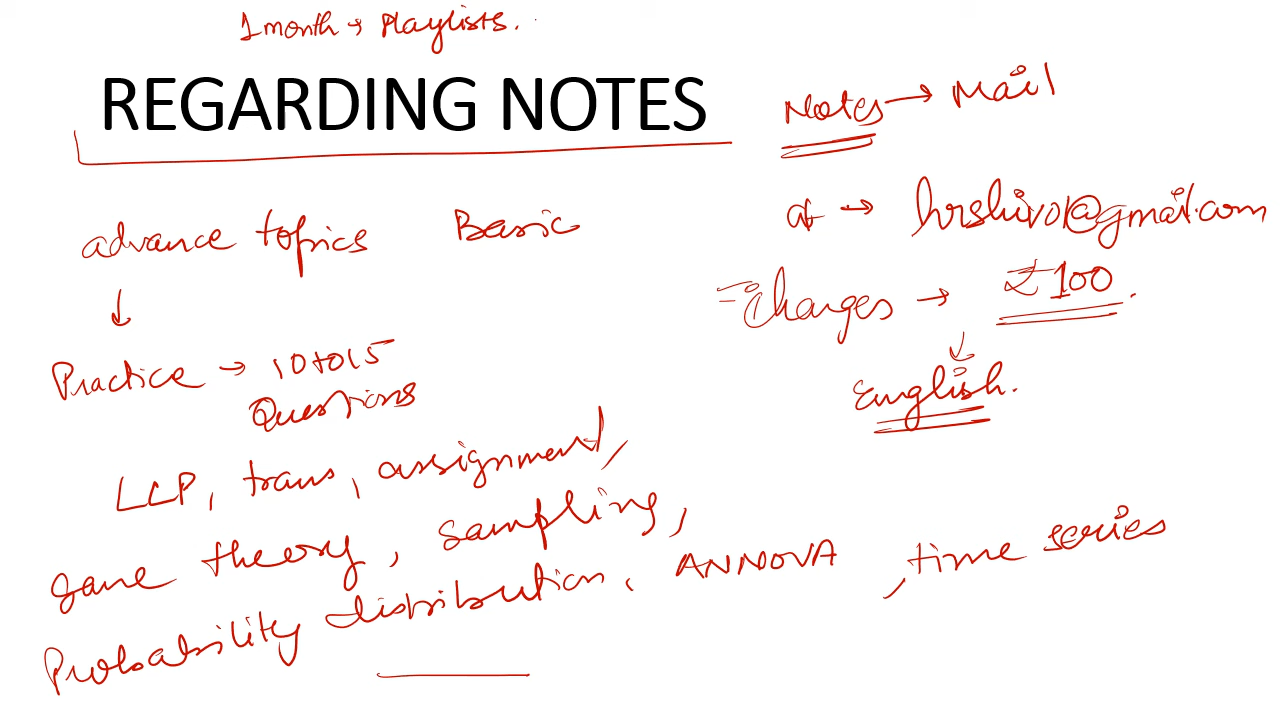 1 month → Playlists.
REGARDING NOTES
Notes → Mail
at → hrshiv01@gmail.com
Charges → ₹100.
↓
English.
advance topics Basic
↓
Practice → 10 to 15
Questions
LCP, trans, assignment,
game theory, sampling,
Probability distribution, ANNOVA, time series